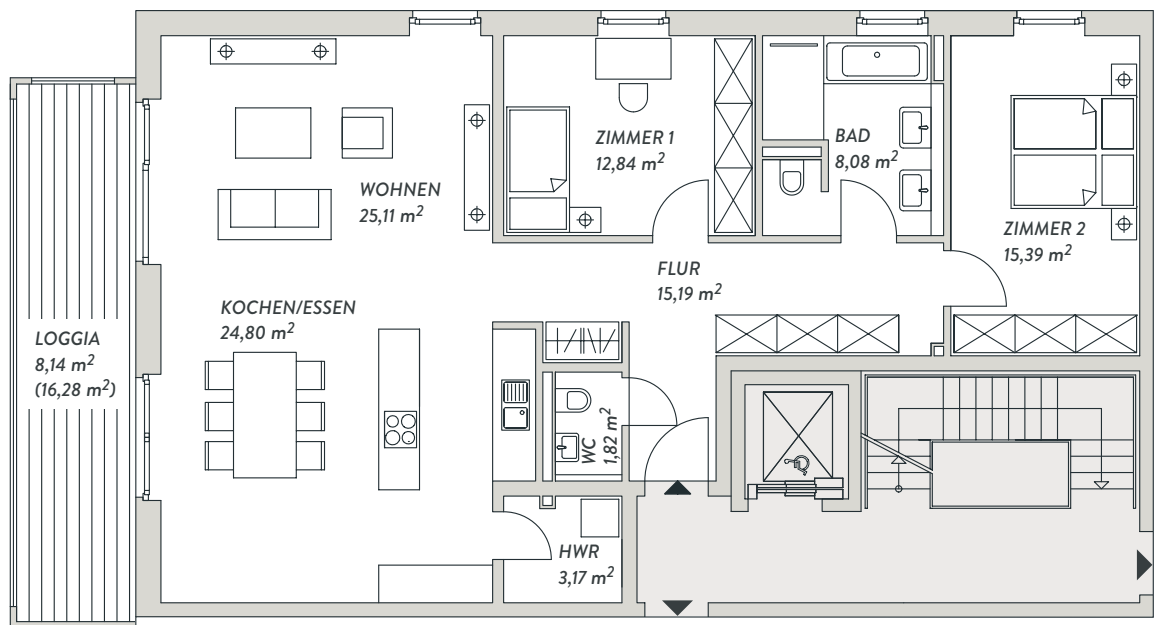 ZIMMER 1
12,84 m²
BAD
8,08 m²
WOHNEN
25,11 m²
ZIMMER 2
15,39 m²
FLUR
15,19 m²
KOCHEN/ESSEN
24,80 m²
LOGGIA
8,14 m²
(16,28 m²)
WC
1,82 m²
HWR
3,17 m²